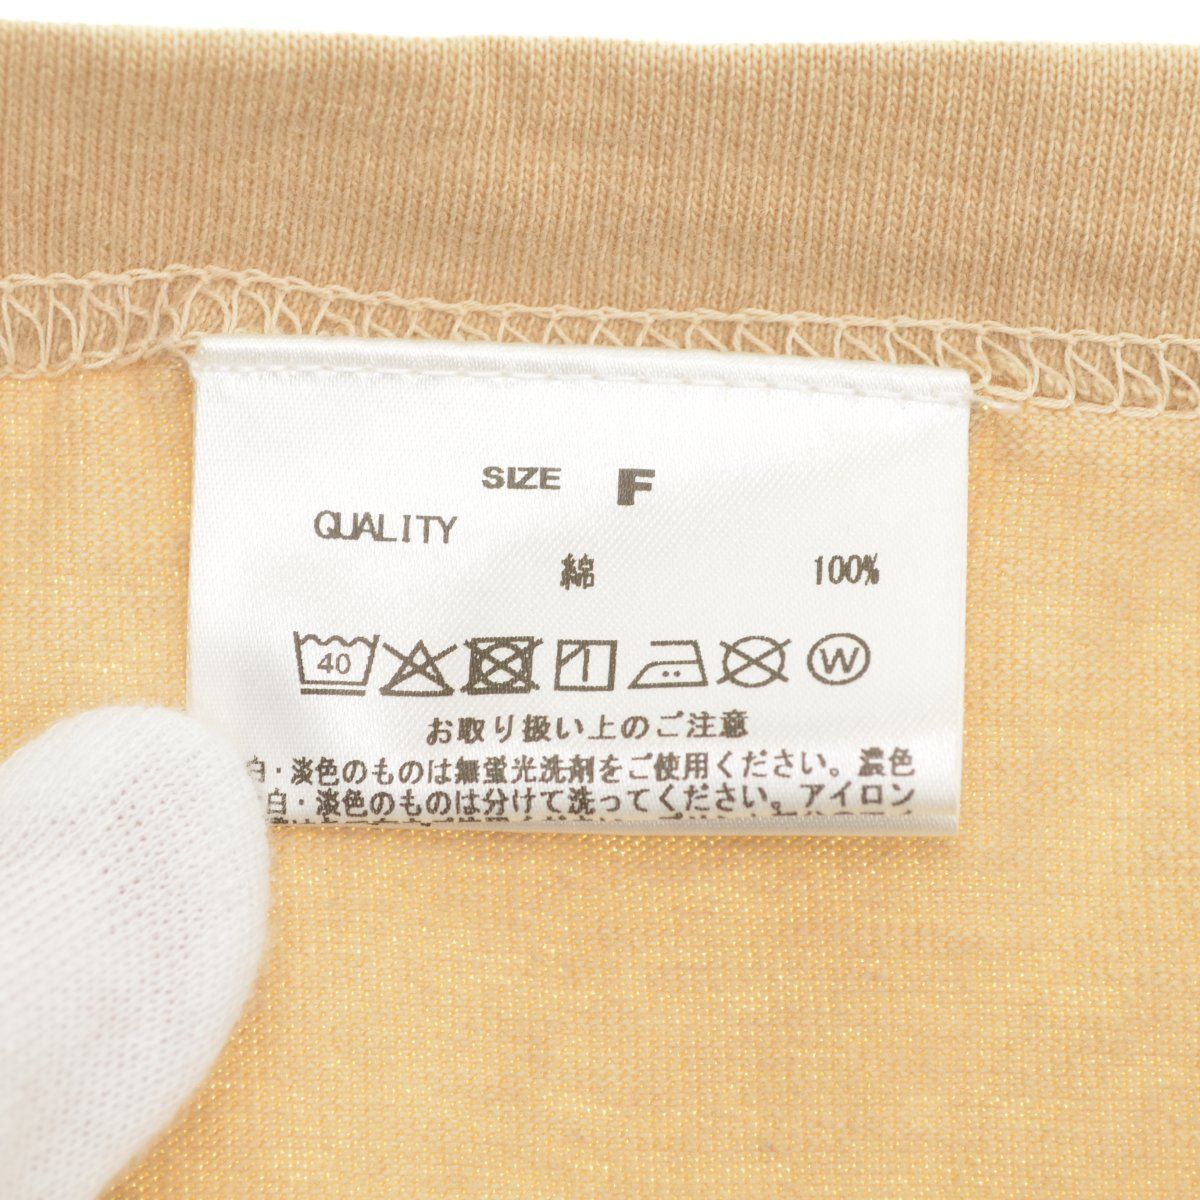 SIZE F
QUALITY
綿 100%
40 W
お取り扱い上のご注意
白・淡色のものは無蛍光洗剤をご使用ください。濃色
白・淡色のものは分けて洗ってください。アイロン